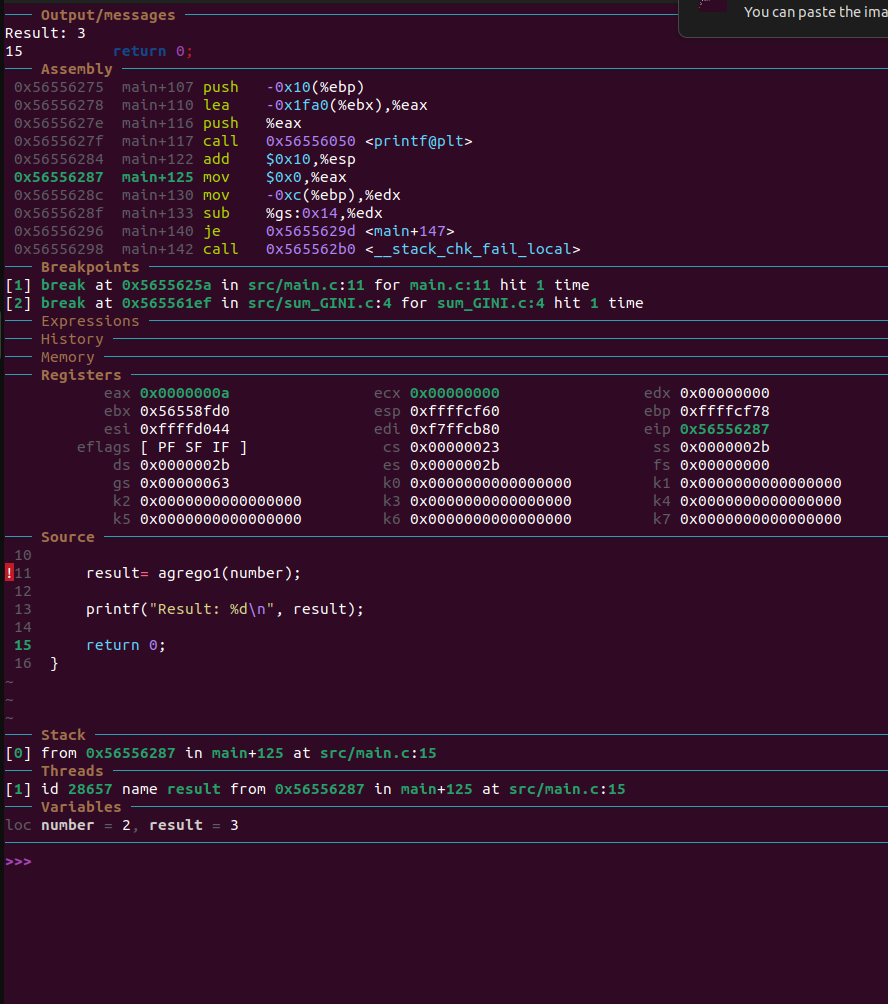 Output/messages
You can paste the ima
Result: 3
15          return 0;
Assembly
0x56556275  main+107 push   -0x10(%ebp)
0x56556278  main+110 lea    -0x1fa0(%ebx),%eax
0x5655627e  main+116 push   %eax
0x5655627f  main+117 call   0x56556050 <printf@plt>
0x56556284  main+122 add    $0x10,%esp
0x56556287  main+125 mov    $0x0,%eax
0x5655628c  main+130 mov    -0xc(%ebp),%edx
0x5655628f  main+133 sub    %gs:0x14,%edx
0x56556296  main+140 je     0x5655629d <main+147>
0x56556298  main+142 call   0x565562b0 <__stack_chk_fail_local>
Breakpoints
[1] break at 0x5655625a in src/main.c:11 for main.c:11 hit 1 time
[2] break at 0x565561ef in src/sum_GINI.c:4 for sum_GINI.c:4 hit 1 time
Expressions
History
Memory
Registers
eax 0x0000000a ecx 0x00000000 edx 0x00000000
ebx 0x56558fd0 esp 0xffffcf60 ebp 0xffffcf78
esi 0xffffd044 edi 0xf7ffcb80 eip 0x56556287
eflags [ PF SF IF ] cs 0x00000023 ss 0x0000002b
ds 0x0000002b es 0x0000002b fs 0x00000000
gs 0x00000063 k0 0x0000000000000000 k1 0x0000000000000000
k2 0x0000000000000000 k3 0x0000000000000000 k4 0x0000000000000000
k5 0x0000000000000000 k6 0x0000000000000000 k7 0x0000000000000000
Source
10
!11      result= agrego1(number);
12
13      printf("Result: %d\n", result);
14
15      return 0;
16  }
~
~
~
Stack
[0] from 0x56556287 in main+125 at src/main.c:15
Threads
[1] id 28657 name result from 0x56556287 in main+125 at src/main.c:15
Variables
loc number = 2, result = 3
>>>